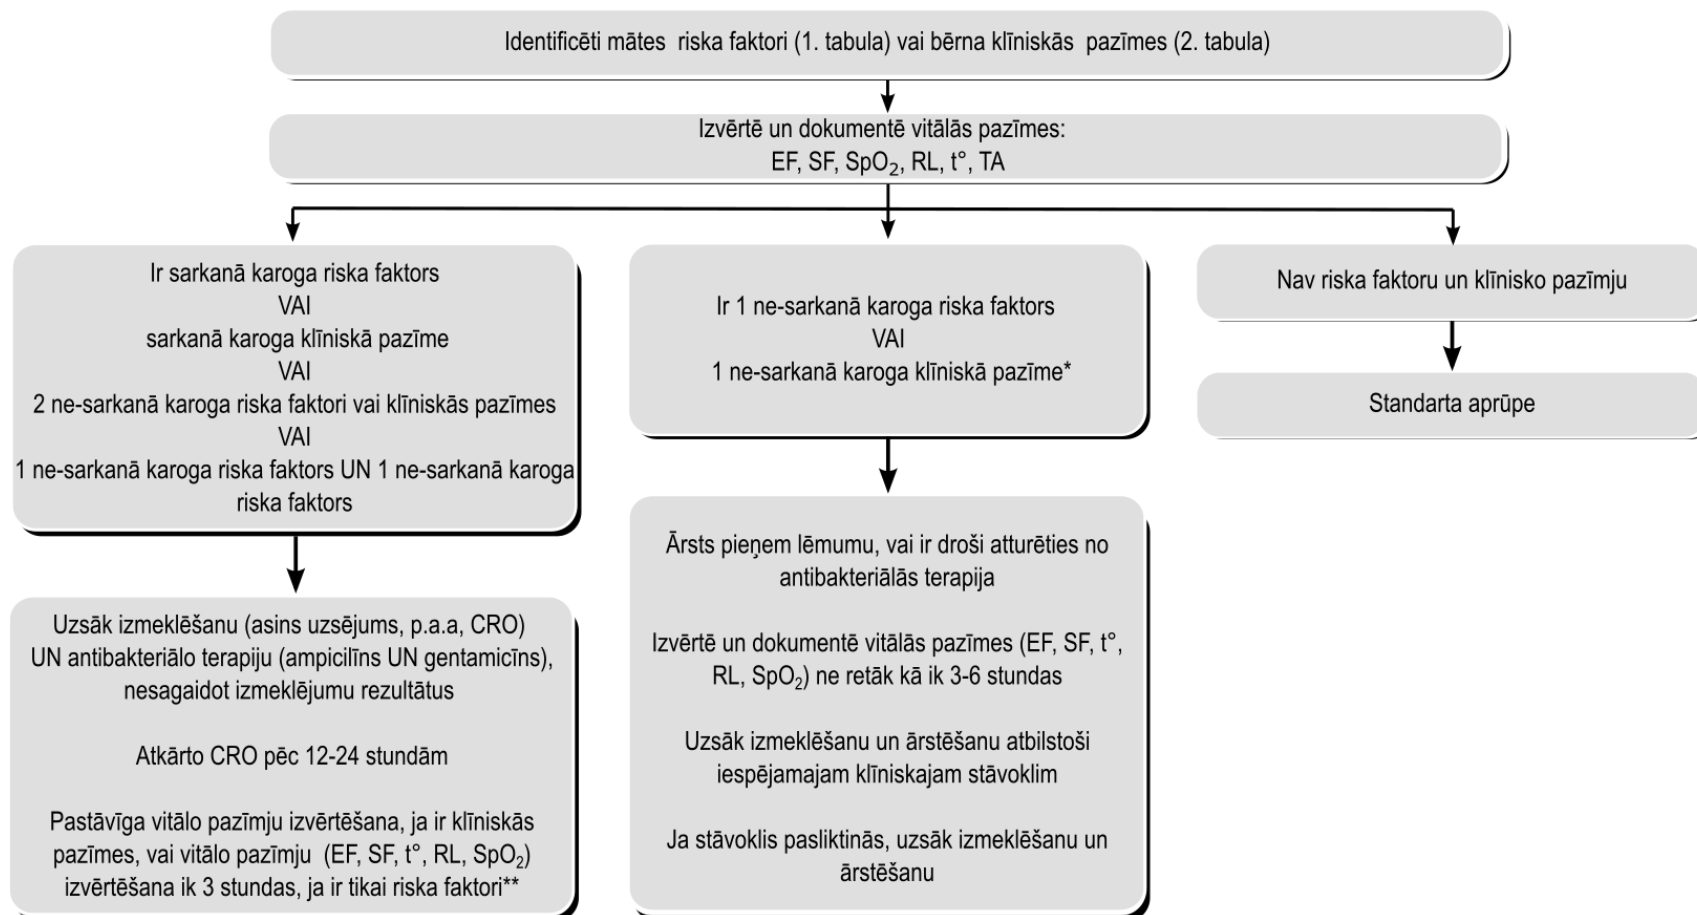 Identificēti mātes riska faktori (1. tabula) vai bērna klīniskās pazīmes (2. tabula)
Izvērtē un dokumentē vitālās pazīmes:
EF, SF, SpO₂, RL, t°, TA
Ir sarkanā karoga riska faktors
VAI
sarkanā karoga klīniskā pazīme
VAI
2 ne-sarkanā karoga riska faktori vai klīniskās pazīmes
VAI
1 ne-sarkanā karoga riska faktors UN 1 ne-sarkanā karoga
riska faktors
Uzsāk izmeklēšanu (asins uzsējums, p.a.a, CRO)
UN antibakteriālo terapiju (ampicilīns UN gentamicīns),
nesagaidot izmeklējumu rezultātus
Atkārto CRO pēc 12-24 stundām
Pastāvīga vitālo pazīmju izvērtēšana, ja ir klīniskās
pazīmes, vai vitālo pazīmju (EF, SF, t°, RL, SpO₂)
izvērtēšana ik 3 stundas, ja ir tikai riska faktori**
Ir 1 ne-sarkanā karoga riska faktors
VAI
1 ne-sarkanā karoga klīniskā pazīme*
Ārsts pieņem lēmumu, vai ir droši atturēties no
antibakteriālās terapija
Izvērtē un dokumentē vitālās pazīmes (EF, SF, t°,
RL, SpO₂) ne retāk kā ik 3-6 stundas
Uzsāk izmeklēšanu un ārstēšanu atbilstoši
iespējamajam klīniskajam stāvoklim
Ja stāvoklis pasliktinās, uzsāk izmeklēšanu un
ārstēšanu
Nav riska faktoru un klīnisko pazīmju
Standarta aprūpe